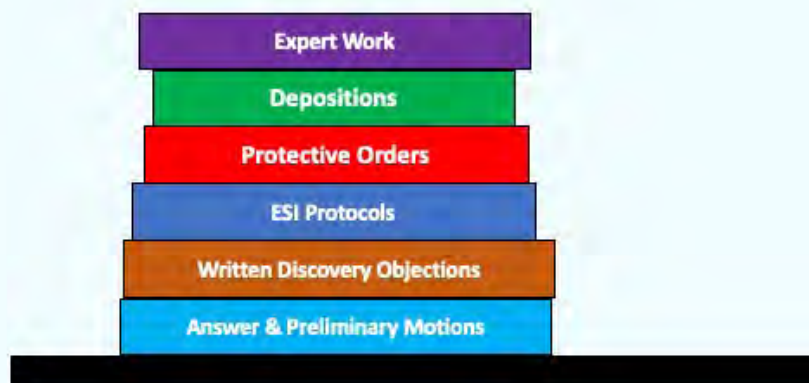 Expert Work
Depositions
Protective Orders
ESI Protocols
Written Discovery Objections
Answer & Preliminary Motions